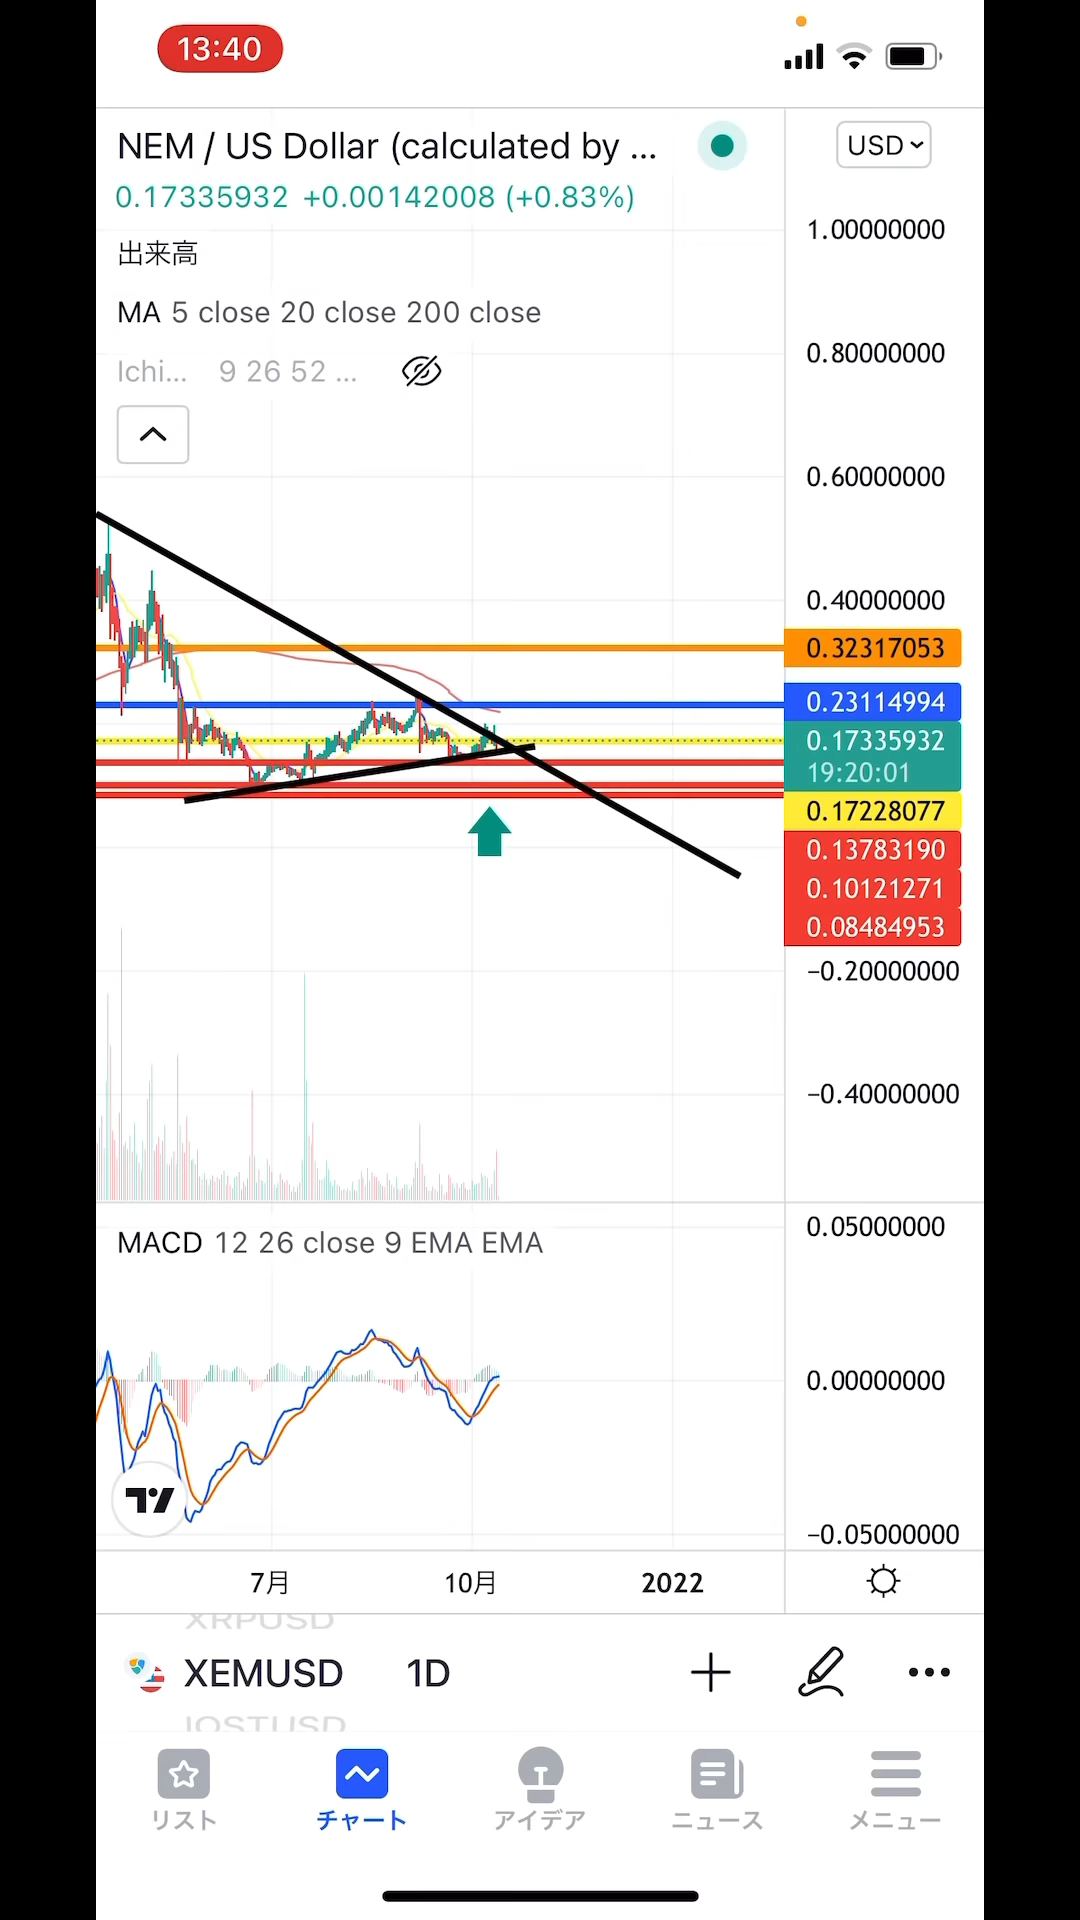 13:40
NEM / US Dollar (calculated by ...
USD
0.17335932 +0.00142008 (+0.83%)
1.00000000
出来高
MA 5 close 20 close 200 close
0.80000000
Ichi... 9 26 52 ...
0.60000000
0.40000000
0.32317053
0.23114994
0.17335932
19:20:01
0.17228077
0.13783190
0.10121271
0.08484953
−0.20000000
−0.40000000
0.05000000
MACD 12 26 close 9 EMA EMA
0.00000000
−0.05000000
7月 10月 2022
XRPUSD
XEMUSD 1D
IOSTUSD
リスト チャート アイデア ニュース メニュー